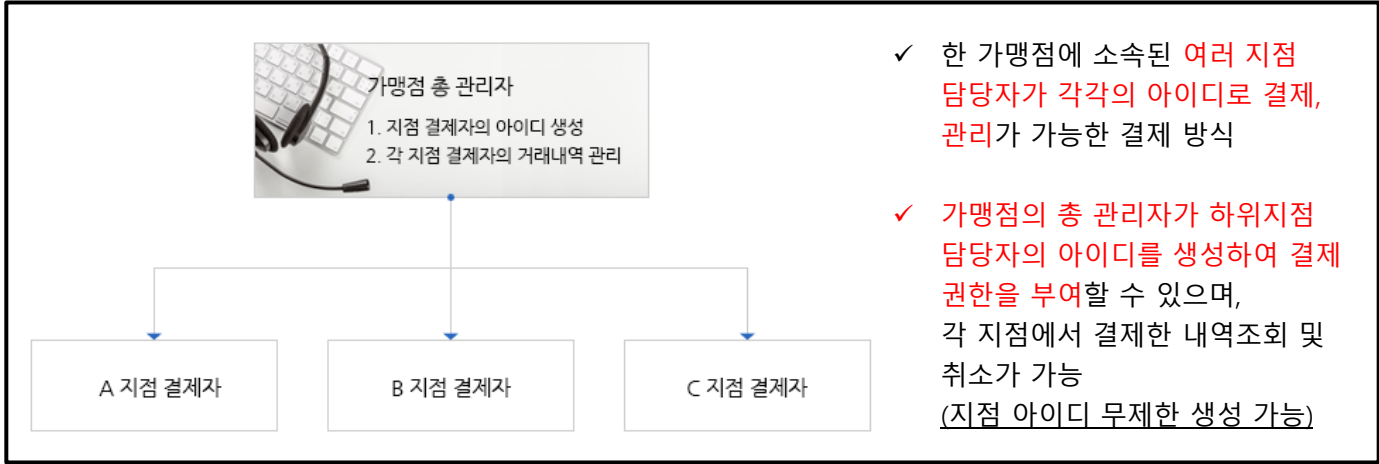 가맹점 총 관리자
1. 지점 결제자의 아이디 생성
2. 각 지점 결제자의 거래내역 관리
A 지점 결제자
B 지점 결제자
C 지점 결제자
✓ 한 가맹점에 소속된 여러 지점
담당자가 각각의 아이디로 결제,
관리가 가능한 결제 방식
✓ 가맹점의 총 관리자가 하위지점
담당자의 아이디를 생성하여 결제
권한을 부여할 수 있으며,
각 지점에서 결제한 내역조회 및
취소가 가능
(지점 아이디 무제한 생성 가능)